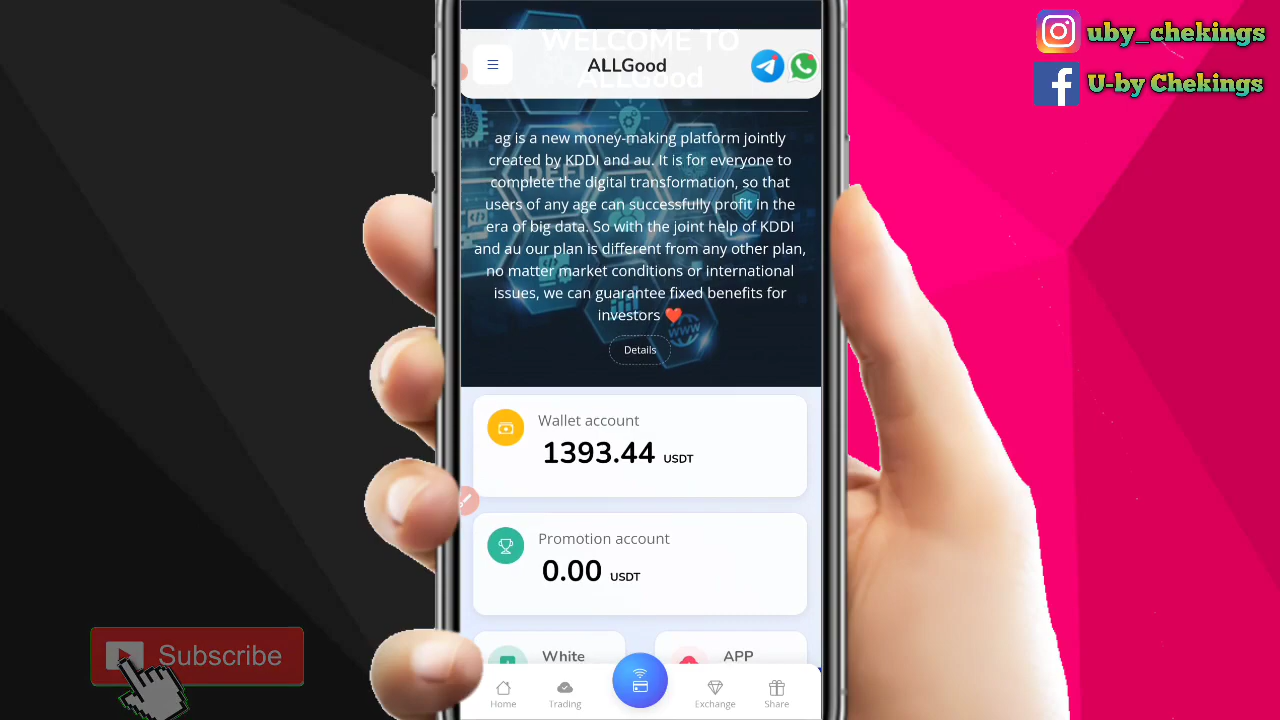 WELCOME TO
ALLGood
ALLGood
ag is a new money-making platform jointly
created by KDDI and au. It is for everyone to
complete the digital transformation, so that
users of any age can successfully profit in the
era of big data. So with the joint help of KDDI
and au our plan is different from any other plan,
no matter market conditions or international
issues, we can guarantee fixed benefits for
investors ❤️
DEFI
WWW
Details
Wallet account
1393.44 USDT
Promotion account
0.00 USDT
White
APP
Home
Trading
Exchange
Share
uby_chekings
U-by Chekings
Subscribe